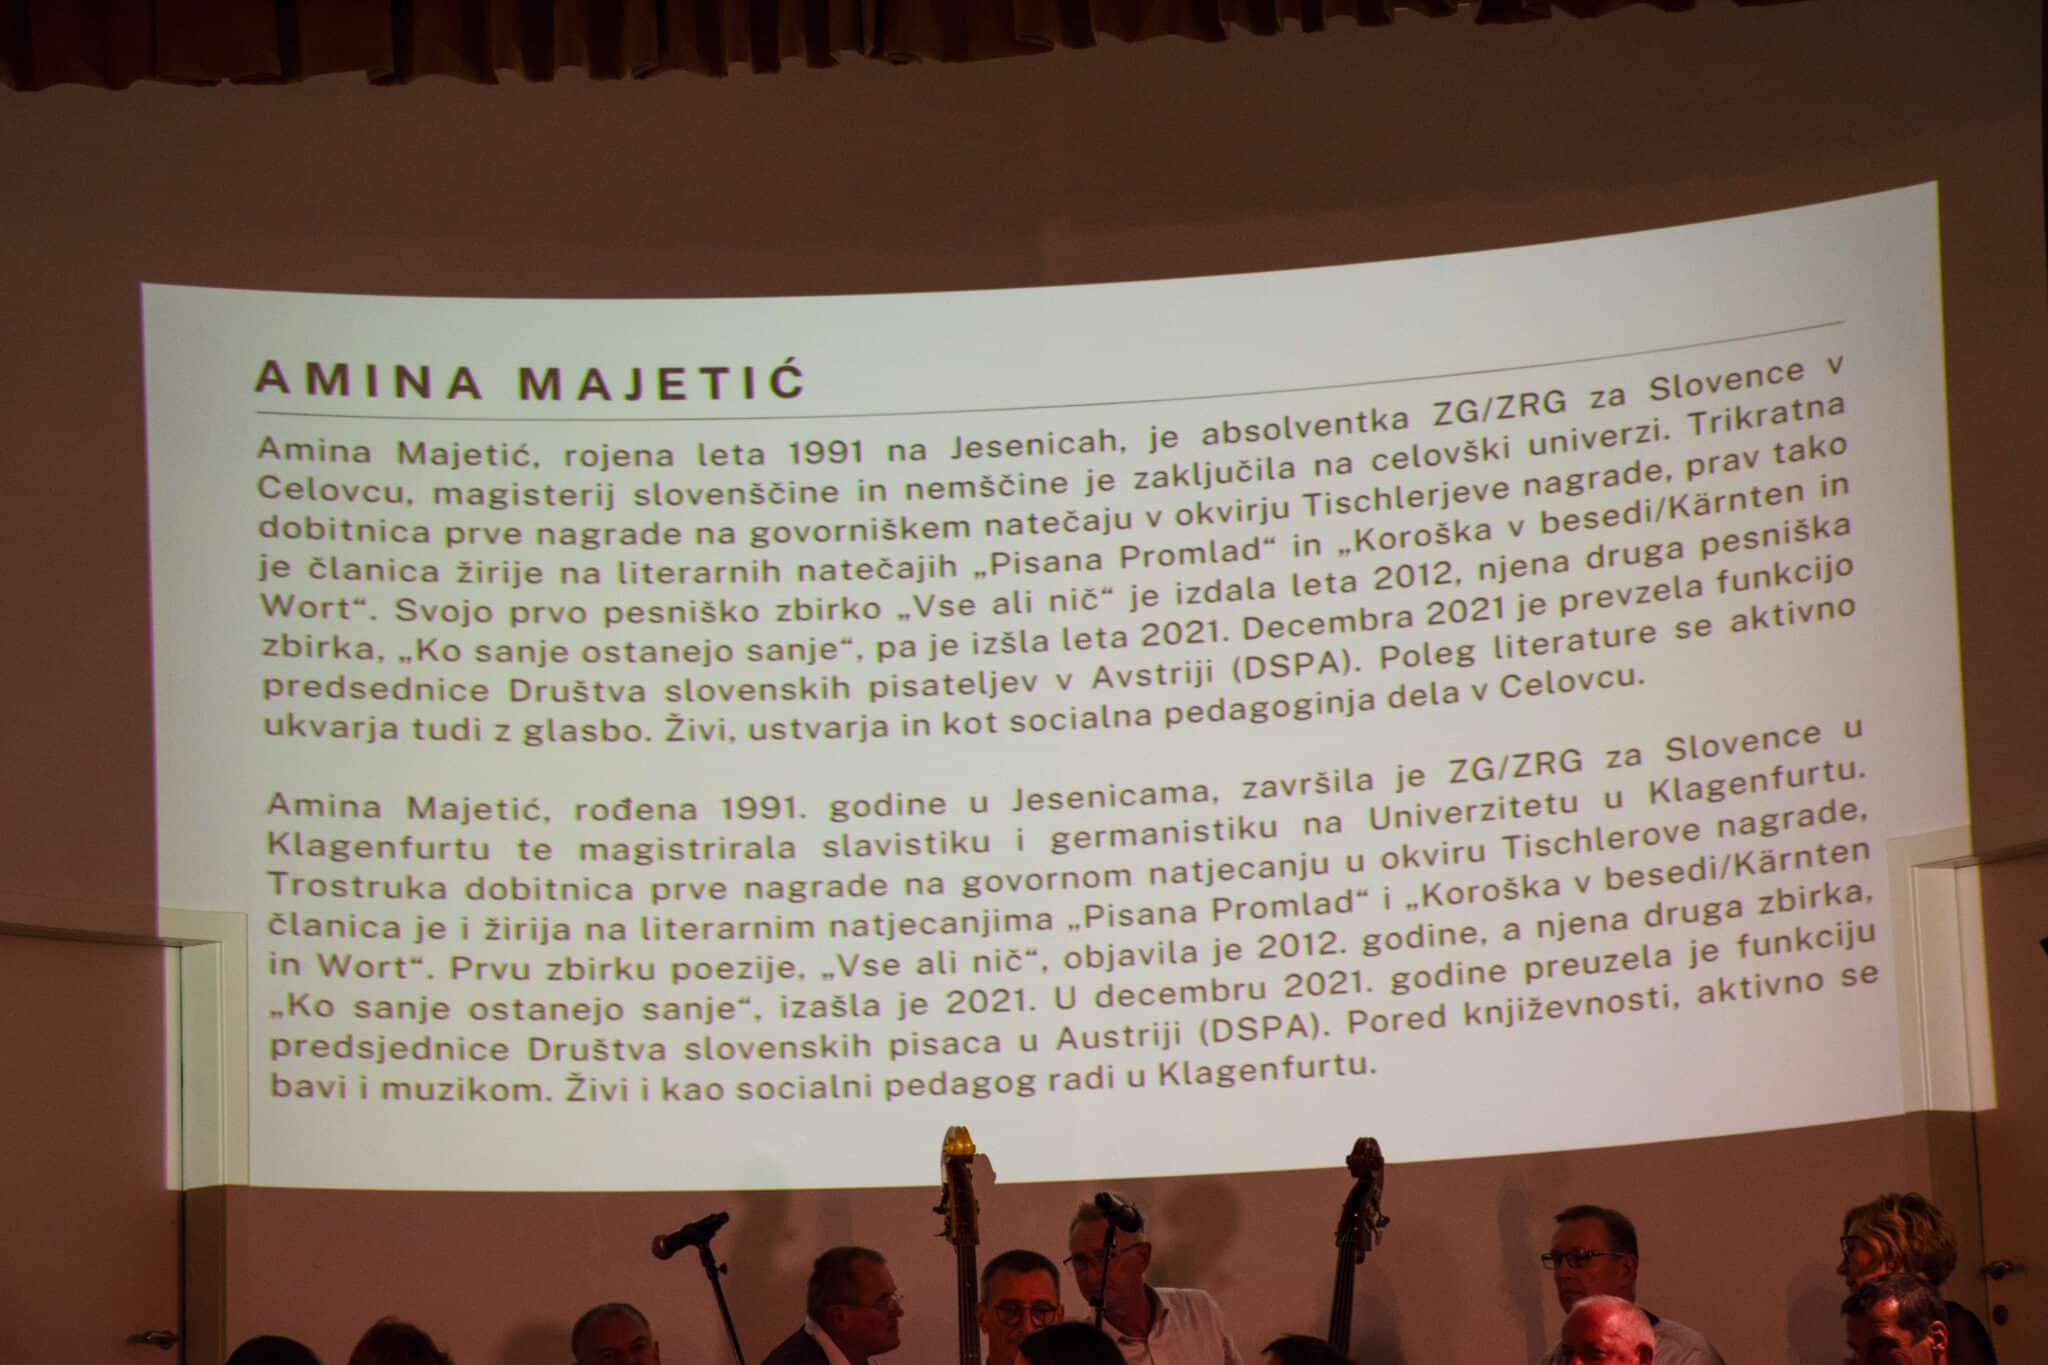 AMINA MAJETIĆ
Amina Majetić, rojena leta 1991 na Jesenicah, je absolventka ZG/ZRG za Slovence v
Celovcu, magisterij slovenščine in nemščine je zaključila na celovški univerzi. Trikratna
dobitnica prve nagrade na govorniškem natečaju v okvirju Tischlerjeve nagrade, prav tako
je članica žirije na literarnih natečajih „Pisana Promlad“ in „Koroška v besedi/Kärnten in
Wort“. Svojo prvo pesniško zbirko „Vse ali nič“ je izdala leta 2012, njena druga pesniška
zbirka, „Ko sanje ostanejo sanje“, pa je izšla leta 2021. Decembra 2021 je prevzela funkcijo
predsednice Društva slovenskih pisateljev v Avstriji (DSPA). Poleg literature se aktivno
ukvarja tudi z glasbo. Živi, ustvarja in kot socialna pedagoginja dela v Celovcu.
Amina Majetić, rođena 1991. godine u Jesenicama, završila je ZG/ZRG za Slovence u
Klagenfurtu te magistrirala slavistiku i germanistiku na Univerzitetu u Klagenfurtu.
Trostruka dobitnica prve nagrade na govornom natjecanju u okviru Tischlerove nagrade,
članica je i žirija na literarnim natjecanjima „Pisana Promlad“ i „Koroška v besedi/Kärnten
in Wort“. Prvu zbirku poezije, „Vse ali nič“, objavila je 2012. godine, a njena druga zbirka,
„Ko sanje ostanejo sanje“, izašla je 2021. U decembru 2021. godine preuzela je funkciju
predsjednice Društva slovenskih pisaca u Austriji (DSPA). Pored književnosti, aktivno se
bavi i muzikom. Živi i kao socialni pedagog radi u Klagenfurtu.